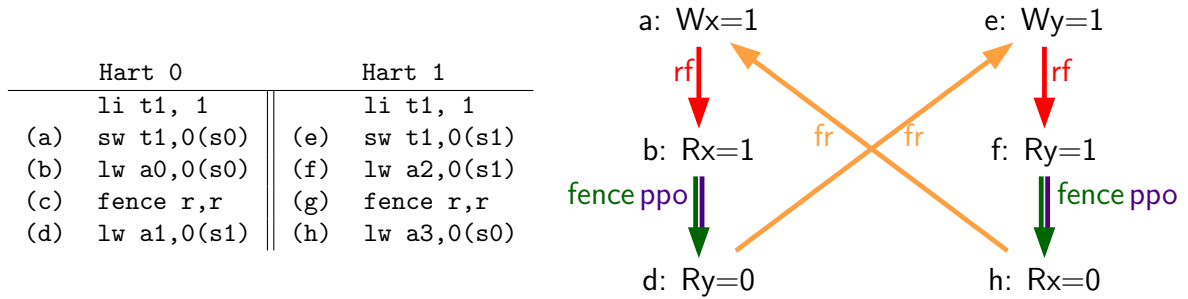 Hart 0 Hart 1
li t1, 1 li t1, 1
(a) sw t1,0(s0) (e) sw t1,0(s1)
(b) lw a0,0(s0) (f) lw a2,0(s1)
(c) fence r,r (g) fence r,r
(d) lw a1,0(s1) (h) lw a3,0(s0)
a: Wx=1 e: Wy=1
rf rf
fr fr
b: Rx=1 f: Ry=1
fence ppo fence ppo
d: Ry=0 h: Rx=0